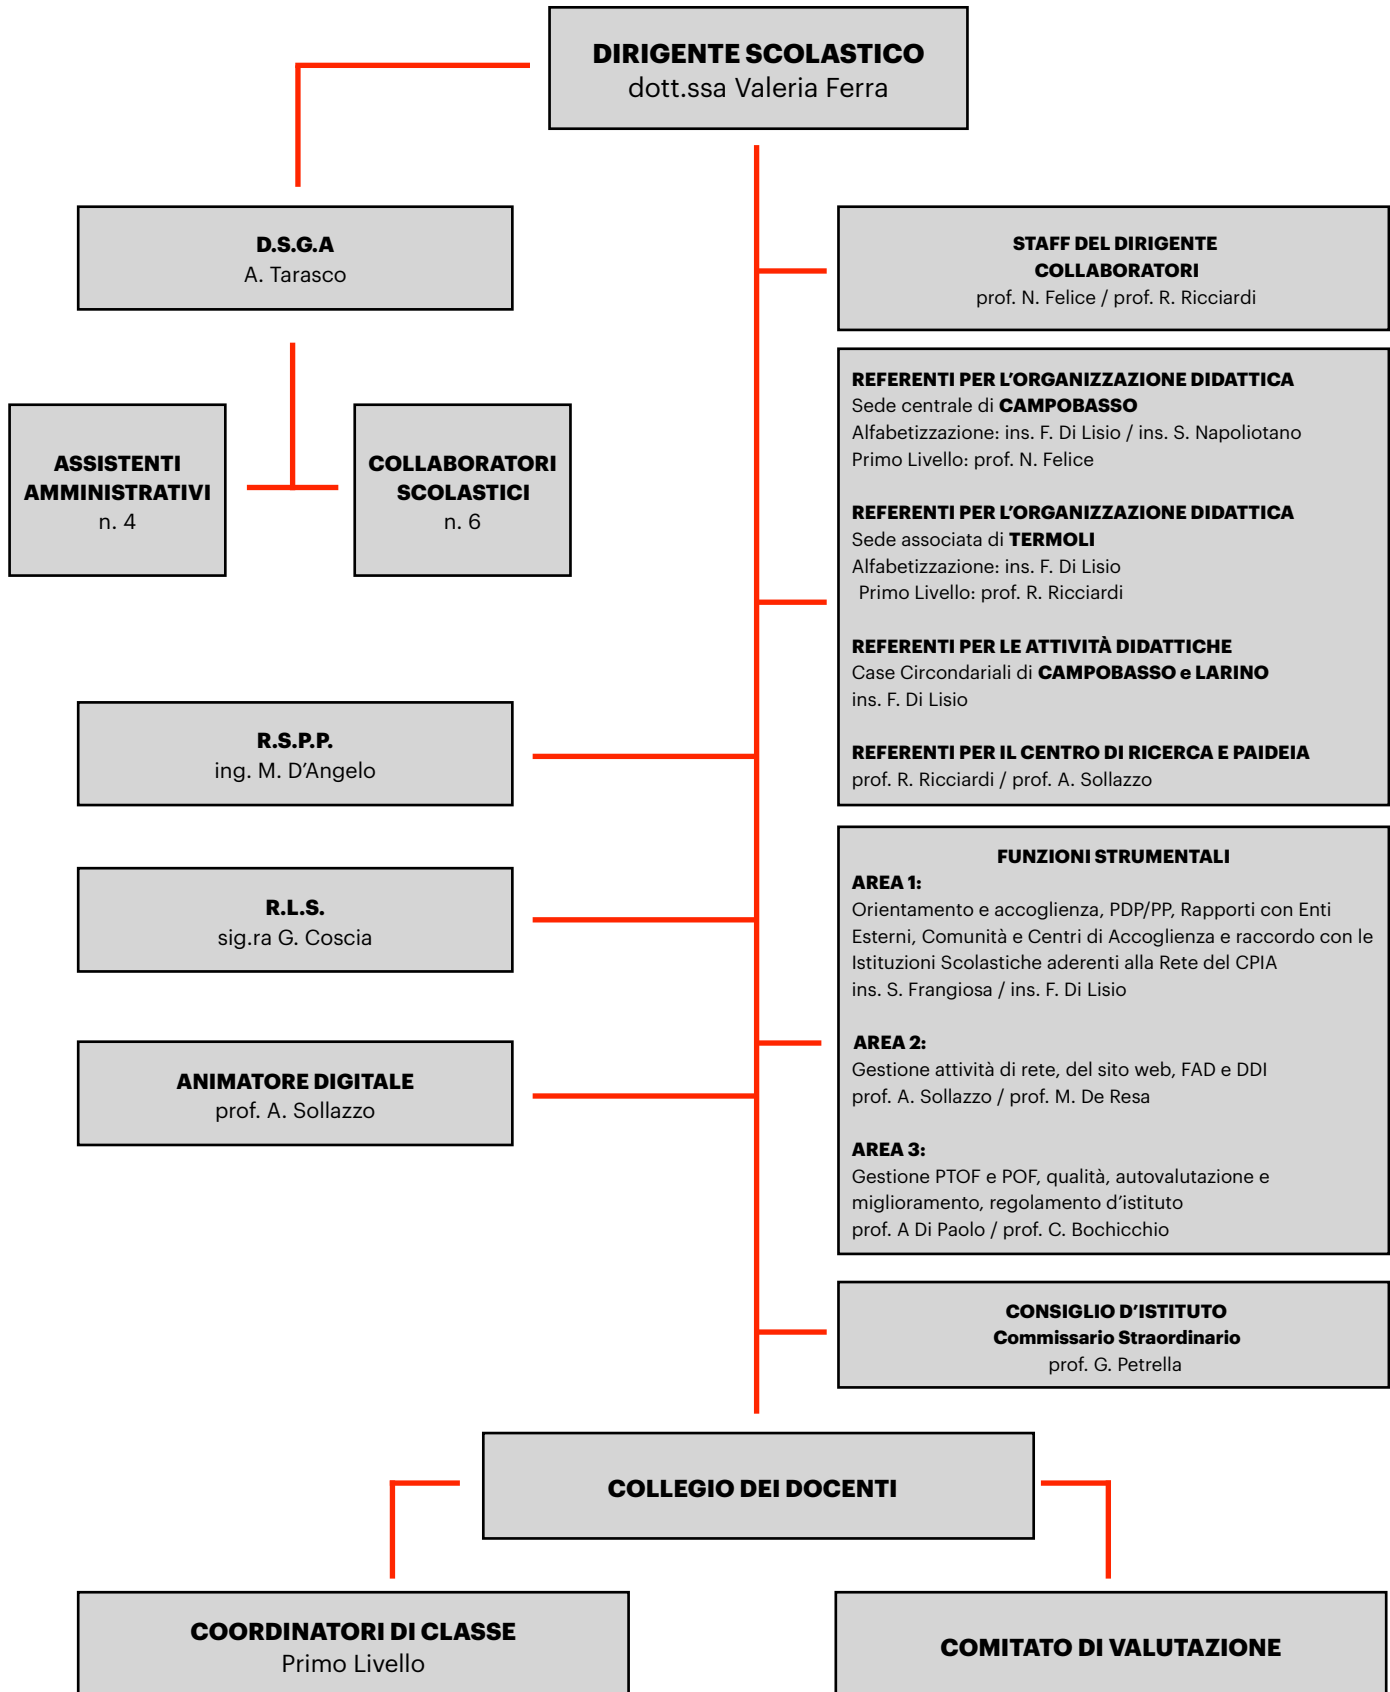 DIRIGENTE SCOLASTICO
dott.ssa Valeria Ferra
D.S.G.A
A. Tarasco
STAFF DEL DIRIGENTE
COLLABORATORI
prof. N. Felice / prof. R. Ricciardi
ASSISTENTI
AMMINISTRATIVI
n. 4
COLLABORATORI
SCOLASTICI
n. 6
REFERENTI PER L'ORGANIZZAZIONE DIDATTICA
Sede centrale di CAMPOBASSO
Alfabetizzazione: ins. F. Di Lisio / ins. S. Napoliotano
Primo Livello: prof. N. Felice
REFERENTI PER L'ORGANIZZAZIONE DIDATTICA
Sede associata di TERMOLI
Alfabetizzazione: ins. F. Di Lisio
Primo Livello: prof. R. Ricciardi
REFERENTI PER LE ATTIVITÀ DIDATTICHE
Case Circondariali di CAMPOBASSO e LARINO
ins. F. Di Lisio
REFERENTI PER IL CENTRO DI RICERCA E PAIDEIA
prof. R. Ricciardi / prof. A. Sollazzo
R.S.P.P.
ing. M. D'Angelo
R.L.S.
sig.ra G. Coscia
ANIMATORE DIGITALE
prof. A. Sollazzo
FUNZIONI STRUMENTALI
AREA 1:
Orientamento e accoglienza, PDP/PP, Rapporti con Enti
Esterni, Comunità e Centri di Accoglienza e raccordo con le
Istituzioni Scolastiche aderenti alla Rete del CPIA
ins. S. Frangiosa / ins. F. Di Lisio
AREA 2:
Gestione attività di rete, del sito web, FAD e DDI
prof. A. Sollazzo / prof. M. De Resa
AREA 3:
Gestione PTOF e POF, qualità, autovalutazione e
miglioramento, regolamento d'istituto
prof. A Di Paolo / prof. C. Bochicchio
CONSIGLIO D'ISTITUTO
Commissario Straordinario
prof. G. Petrella
COLLEGIO DEI DOCENTI
COORDINATORI DI CLASSE
Primo Livello
COMITATO DI VALUTAZIONE